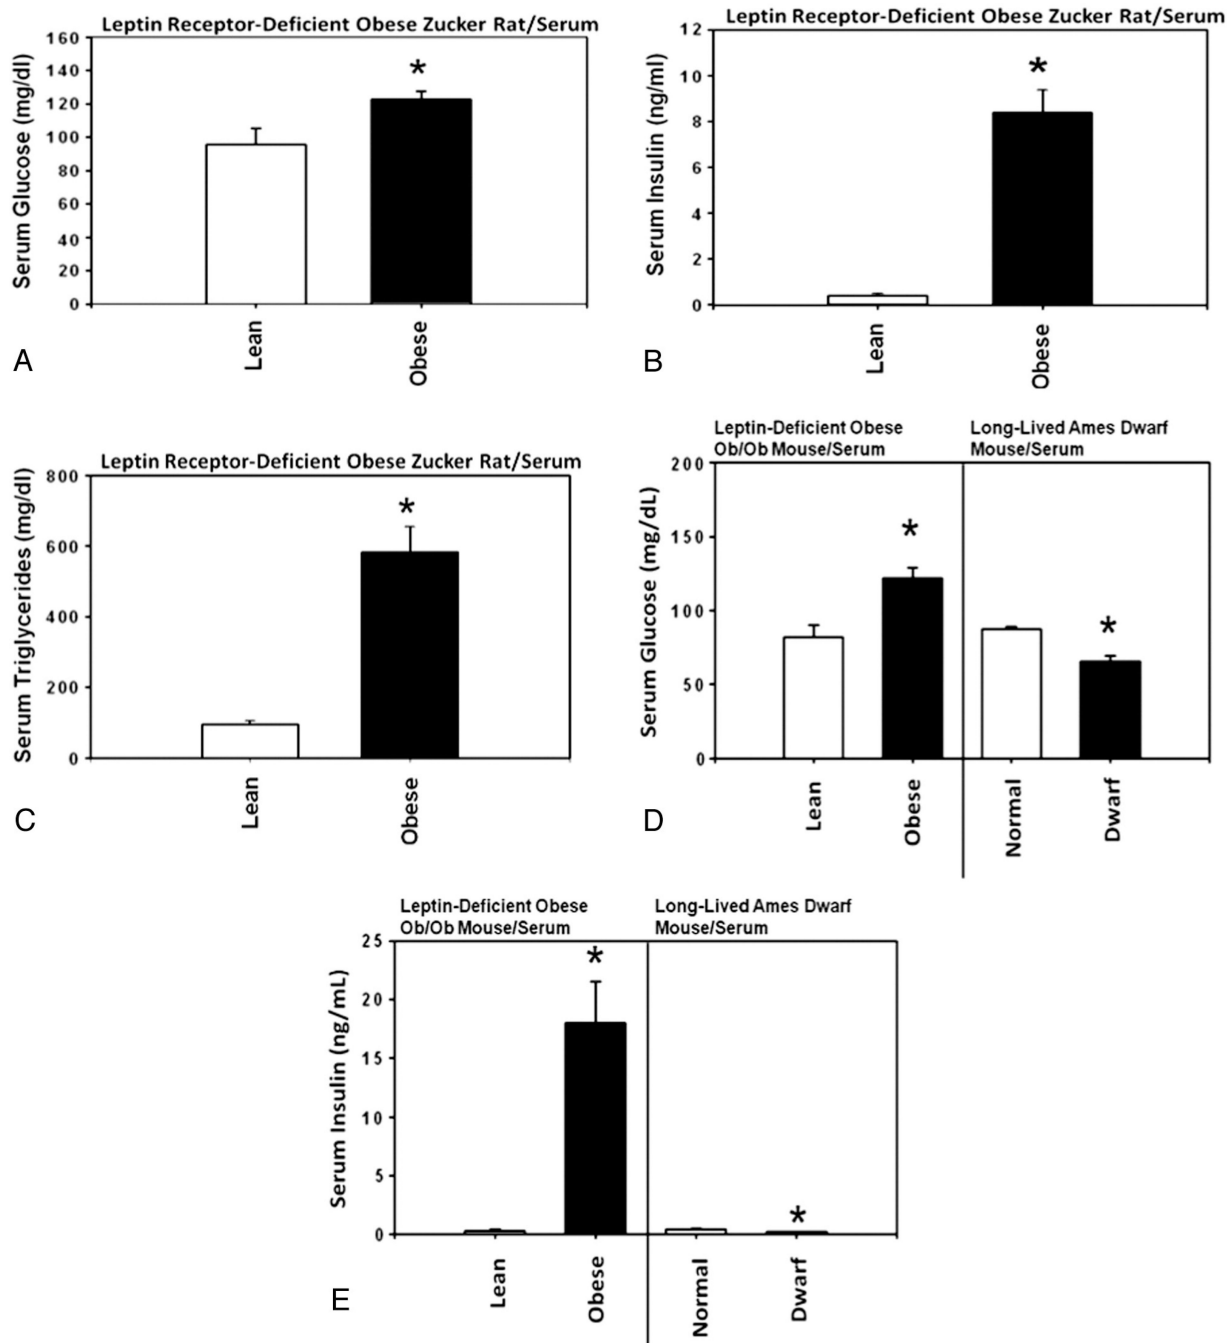 Leptin Receptor-Deficient Obese Zucker Rat/Serum
Serum Glucose (mg/dl)
160
140
120
100
80
60
40
20
0
*
Lean
Obese
A
Leptin Receptor-Deficient Obese Zucker Rat/Serum
Serum Insulin (ng/ml)
12
10
8
6
4
2
0
*
Lean
Obese
B
Leptin Receptor-Deficient Obese Zucker Rat/Serum
Serum Triglycerides (mg/dl)
800
600
400
200
0
*
Lean
Obese
C
Leptin-Deficient Obese
Ob/Ob Mouse/Serum
Long-Lived Ames Dwarf
Mouse/Serum
Serum Glucose (mg/dL)
200
150
100
50
0
*
*
Lean
Obese
Normal
Dwarf
D
Leptin-Deficient Obese
Ob/Ob Mouse/Serum
Long-Lived Ames Dwarf
Mouse/Serum
Serum Insulin (ng/mL)
25
20
15
10
5
0
*
*
Lean
Obese
Normal
Dwarf
E